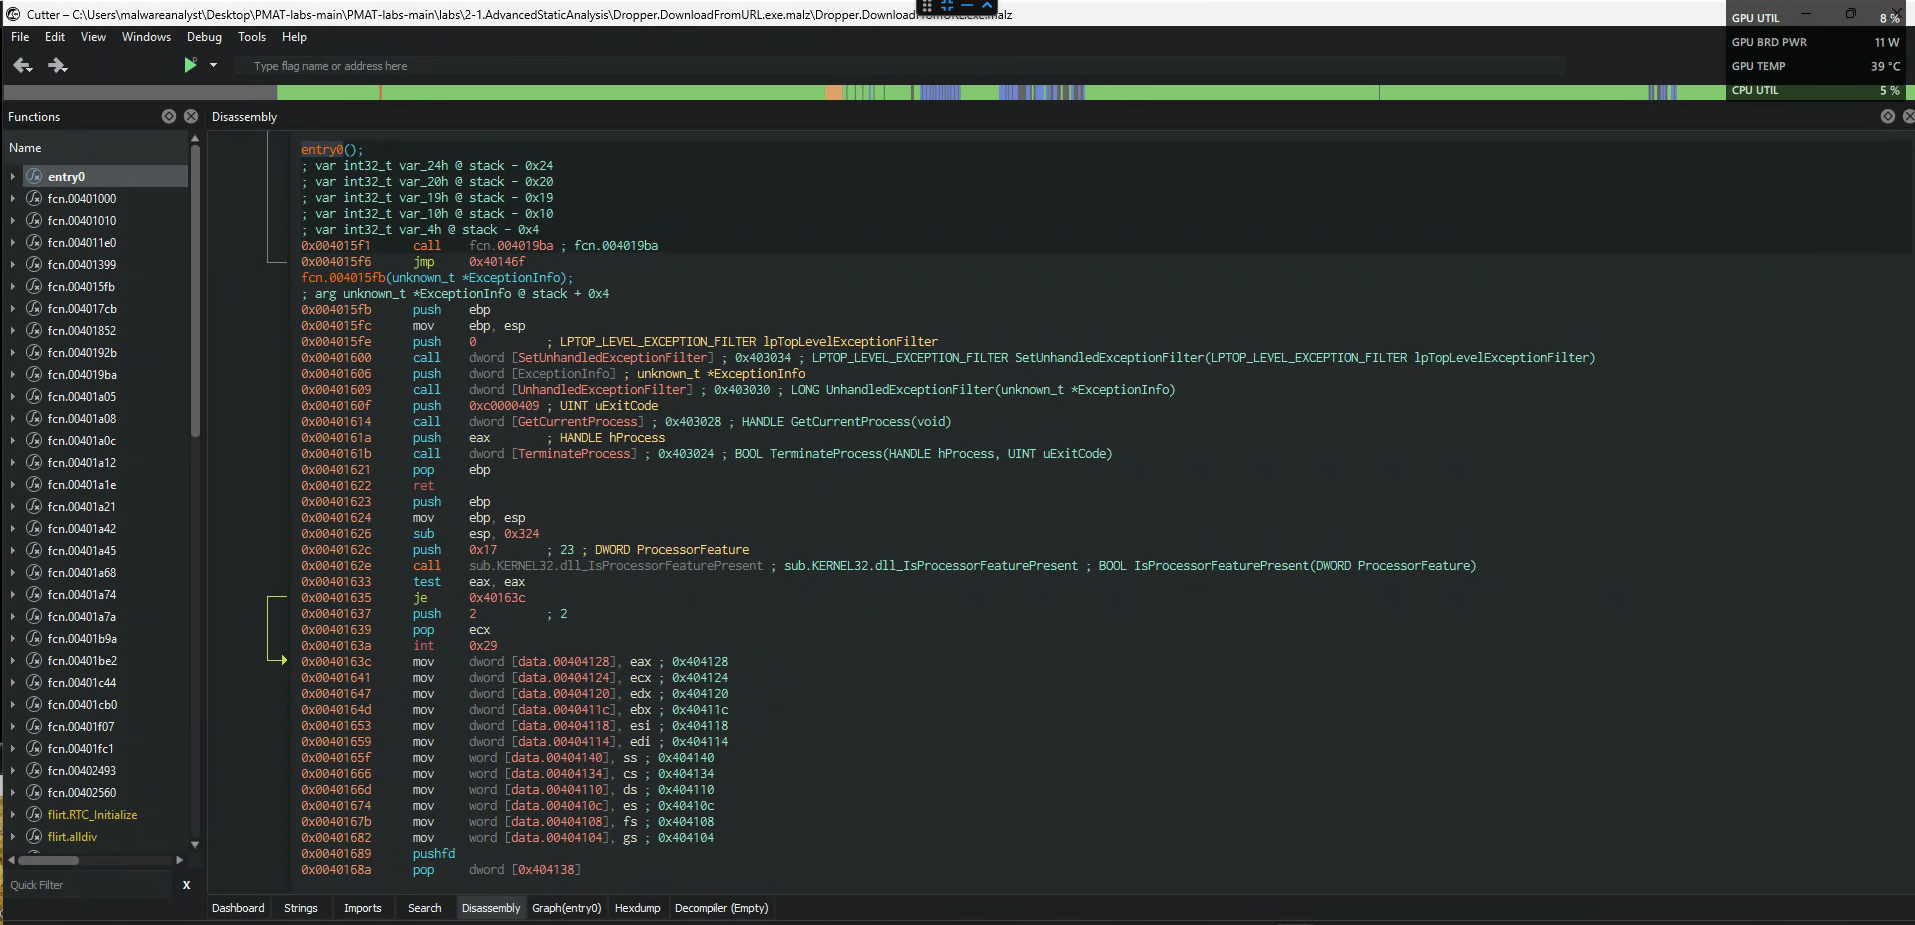 Cutter – C:\Users\malwareanalyst\Desktop\PMAT-labs-main\PMAT-labs-main\labs\2-1.AdvancedStaticAnalysis\Dropper.DownloadFromURL.exe.malz\Dropper.DownloadFromURL.exe.malz
GPU UTIL 8 %
GPU BRD PWR 11 W
GPU TEMP 39 °C
CPU UTIL 5 %
File Edit View Windows Debug Tools Help
Type flag name or address here
Functions
Name
entry0
fcn.00401000
fcn.00401010
fcn.004011e0
fcn.00401399
fcn.004015fb
fcn.004017cb
fcn.00401852
fcn.0040192b
fcn.004019ba
fcn.00401a05
fcn.00401a08
fcn.00401a0c
fcn.00401a12
fcn.00401a1e
fcn.00401a21
fcn.00401a42
fcn.00401a45
fcn.00401a68
fcn.00401a74
fcn.00401a7a
fcn.00401b9a
fcn.00401be2
fcn.00401c44
fcn.00401cb0
fcn.00401f07
fcn.00401fc1
fcn.00402493
fcn.00402560
flirt.RTC_Initialize
flirt.alldiv
Quick Filter X
Disassembly
entry0();
; var int32_t var_24h @ stack - 0x24
; var int32_t var_20h @ stack - 0x20
; var int32_t var_19h @ stack - 0x19
; var int32_t var_10h @ stack - 0x10
; var int32_t var_4h @ stack - 0x4
0x004015f1 call fcn.004019ba ; fcn.004019ba
0x004015f6 jmp 0x40146f
fcn.004015fb(unknown_t *ExceptionInfo);
; arg unknown_t *ExceptionInfo @ stack + 0x4
0x004015fb push ebp
0x004015fc mov ebp, esp
0x004015fe push 0 ; LPTOP_LEVEL_EXCEPTION_FILTER lpTopLevelExceptionFilter
0x00401600 call dword [SetUnhandledExceptionFilter] ; 0x403034 ; LPTOP_LEVEL_EXCEPTION_FILTER SetUnhandledExceptionFilter(LPTOP_LEVEL_EXCEPTION_FILTER lpTopLevelExceptionFilter)
0x00401606 push dword [ExceptionInfo] ; unknown_t *ExceptionInfo
0x00401609 call dword [UnhandledExceptionFilter] ; 0x403030 ; LONG UnhandledExceptionFilter(unknown_t *ExceptionInfo)
0x0040160f push 0xc0000409 ; UINT uExitCode
0x00401614 call dword [GetCurrentProcess] ; 0x403028 ; HANDLE GetCurrentProcess(void)
0x0040161a push eax ; HANDLE hProcess
0x0040161b call dword [TerminateProcess] ; 0x403024 ; BOOL TerminateProcess(HANDLE hProcess, UINT uExitCode)
0x00401621 pop ebp
0x00401622 ret
0x00401623 push ebp
0x00401624 mov ebp, esp
0x00401626 sub esp, 0x324
0x0040162c push 0x17 ; 23 ; DWORD ProcessorFeature
0x0040162e call sub.KERNEL32.dll_IsProcessorFeaturePresent ; sub.KERNEL32.dll_IsProcessorFeaturePresent ; BOOL IsProcessorFeaturePresent(DWORD ProcessorFeature)
0x00401633 test eax, eax
0x00401635 je 0x40163c
0x00401637 push 2 ; 2
0x00401639 pop ecx
0x0040163a int 0x29
0x0040163c mov dword [data.00404128], eax ; 0x404128
0x00401641 mov dword [data.00404124], ecx ; 0x404124
0x00401647 mov dword [data.00404120], edx ; 0x404120
0x0040164d mov dword [data.0040411c], ebx ; 0x40411c
0x00401653 mov dword [data.00404118], esi ; 0x404118
0x00401659 mov dword [data.00404114], edi ; 0x404114
0x0040165f mov word [data.00404140], ss ; 0x404140
0x00401666 mov word [data.00404134], cs ; 0x404134
0x0040166d mov word [data.00404110], ds ; 0x404110
0x00401674 mov word [data.0040410c], es ; 0x40410c
0x0040167b mov word [data.00404108], fs ; 0x404108
0x00401682 mov word [data.00404104], gs ; 0x404104
0x00401689 pushfd
0x0040168a pop dword [0x404138]
Dashboard Strings Imports Search Disassembly Graph(entry0) Hexdump Decompiler (Empty)